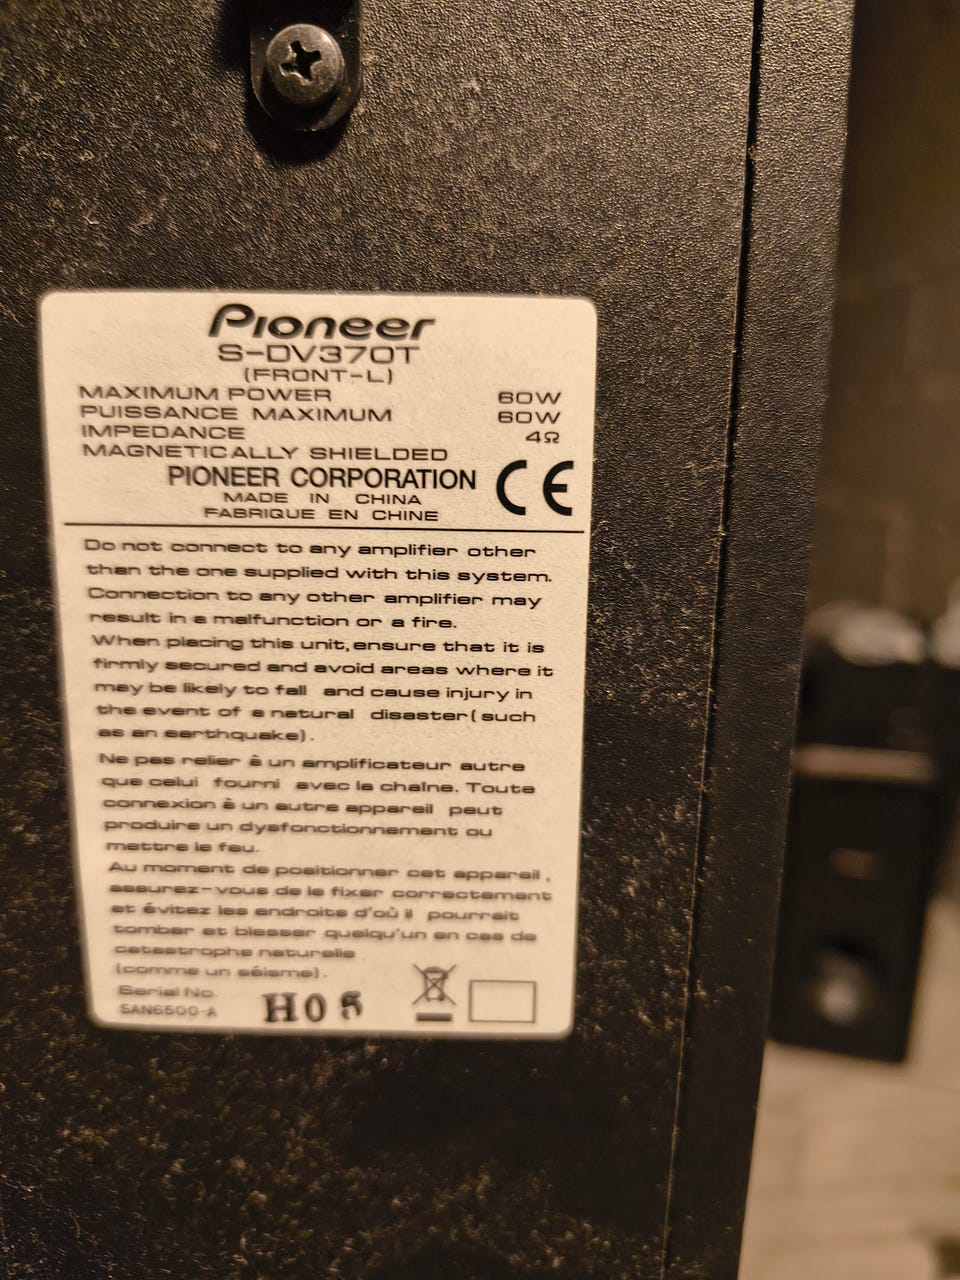 Pioneer
S-DV370T
(FRONT-L)
MAXIMUM POWER 60W
PUISSANCE MAXIMUM 60W
IMPEDANCE 4Ω
MAGNETICALLY SHIELDED
PIONEER CORPORATION CE
MADE IN CHINA
FABRIQUE EN CHINE
Do not connect to any amplifier other
than the one supplied with this system.
Connection to any other amplifier may
result in a malfunction or a fire.
When placing this unit,ensure that it is
firmly secured and avoid areas where it
may be likely to fall and cause injury in
the event of a natural disaster(such
as an earthquake).
Ne pas relier à un amplificateur autre
que celui fourni avec la chaîne. Toute
connexion à un autre appareil peut
produire un dysfonctionnement ou
mettre le feu.
Au moment de positionner cet appareil,
assurez-vous de le fixer correctement
et évitez les endroits d'où il pourrait
tomber et blesser quelqu'un en cas de
catastrophe naturelle
(comme un séisme).
Serial No.
SAN6500-A H05